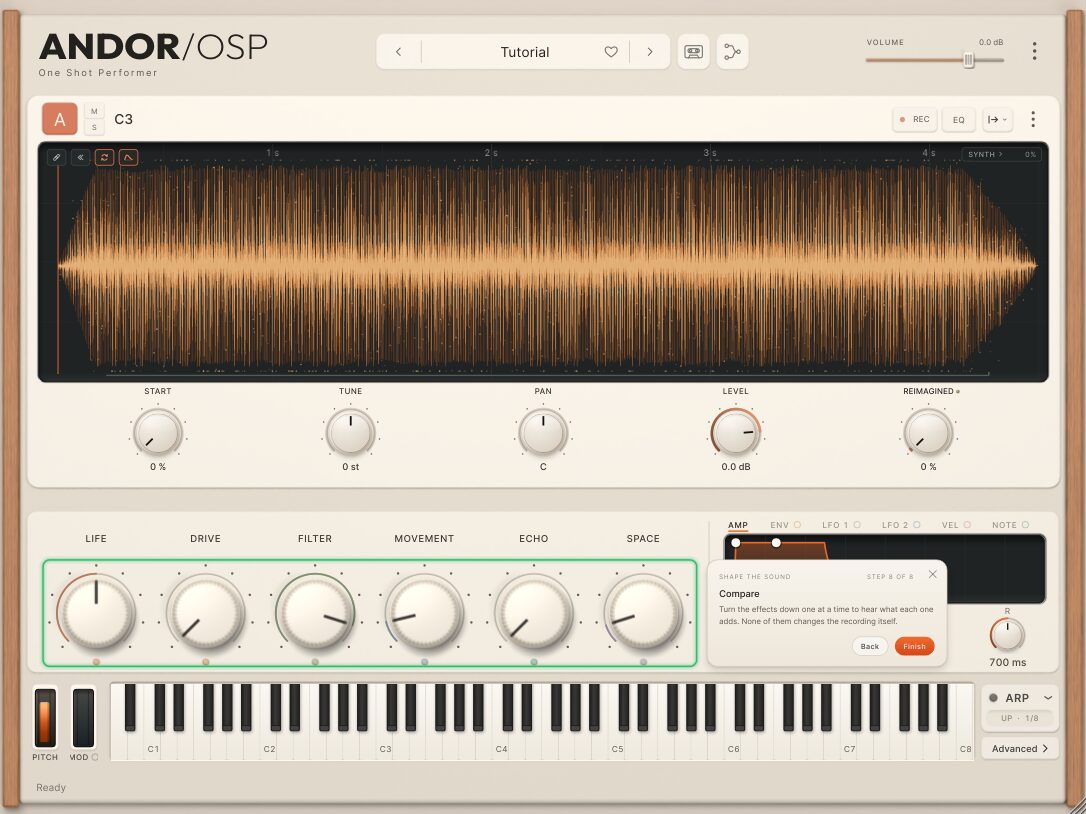 ANDOR/OSP
One Shot Performer
Tutorial
VOLUME 0.0 dB
A
M
S
C3
REC
EQ
1 s 2 s 3 s 4 s
SYNTH 0%
START TUNE PAN LEVEL REIMAGINED
0 % 0 st C 0.0 dB 0 %
LIFE DRIVE FILTER MOVEMENT ECHO SPACE
AMP ENV LFO 1 LFO 2 VEL NOTE
SHAPE THE SOUND STEP 8 OF 8
Compare
Turn the effects down one at a time to hear what each one
adds. None of them changes the recording itself.
Back Finish
R
700 ms
PITCH MOD
C1 C2 C3 C4 C5 C6 C7 C8
ARP
UP · 1/8
Advanced
Ready